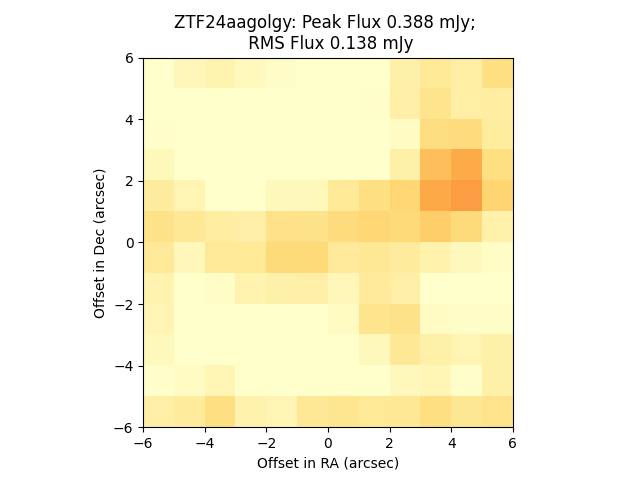 ZTF24aagolgy: Peak Flux 0.388 mJy;
RMS Flux 0.138 mJy
6
4
2
0
−2
−4
−6
Offset in Dec (arcsec)
−6 −4 −2 0 2 4 6
Offset in RA (arcsec)